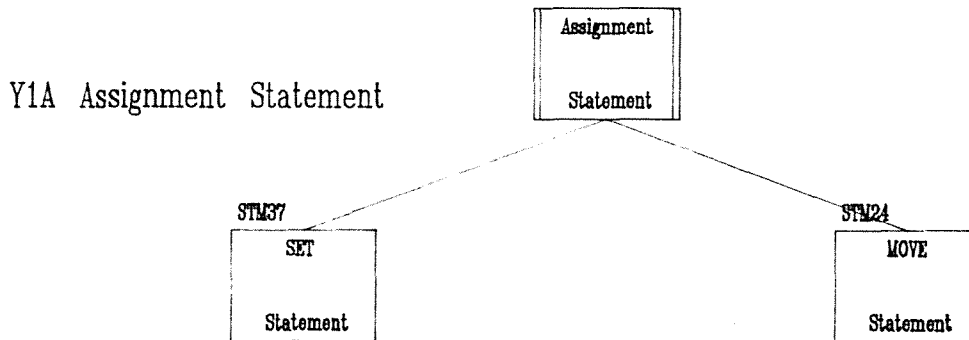 Assignment
Statement
Y1A Assignment Statement
STM37
SET
Statement
STM24
MOVE
Statement